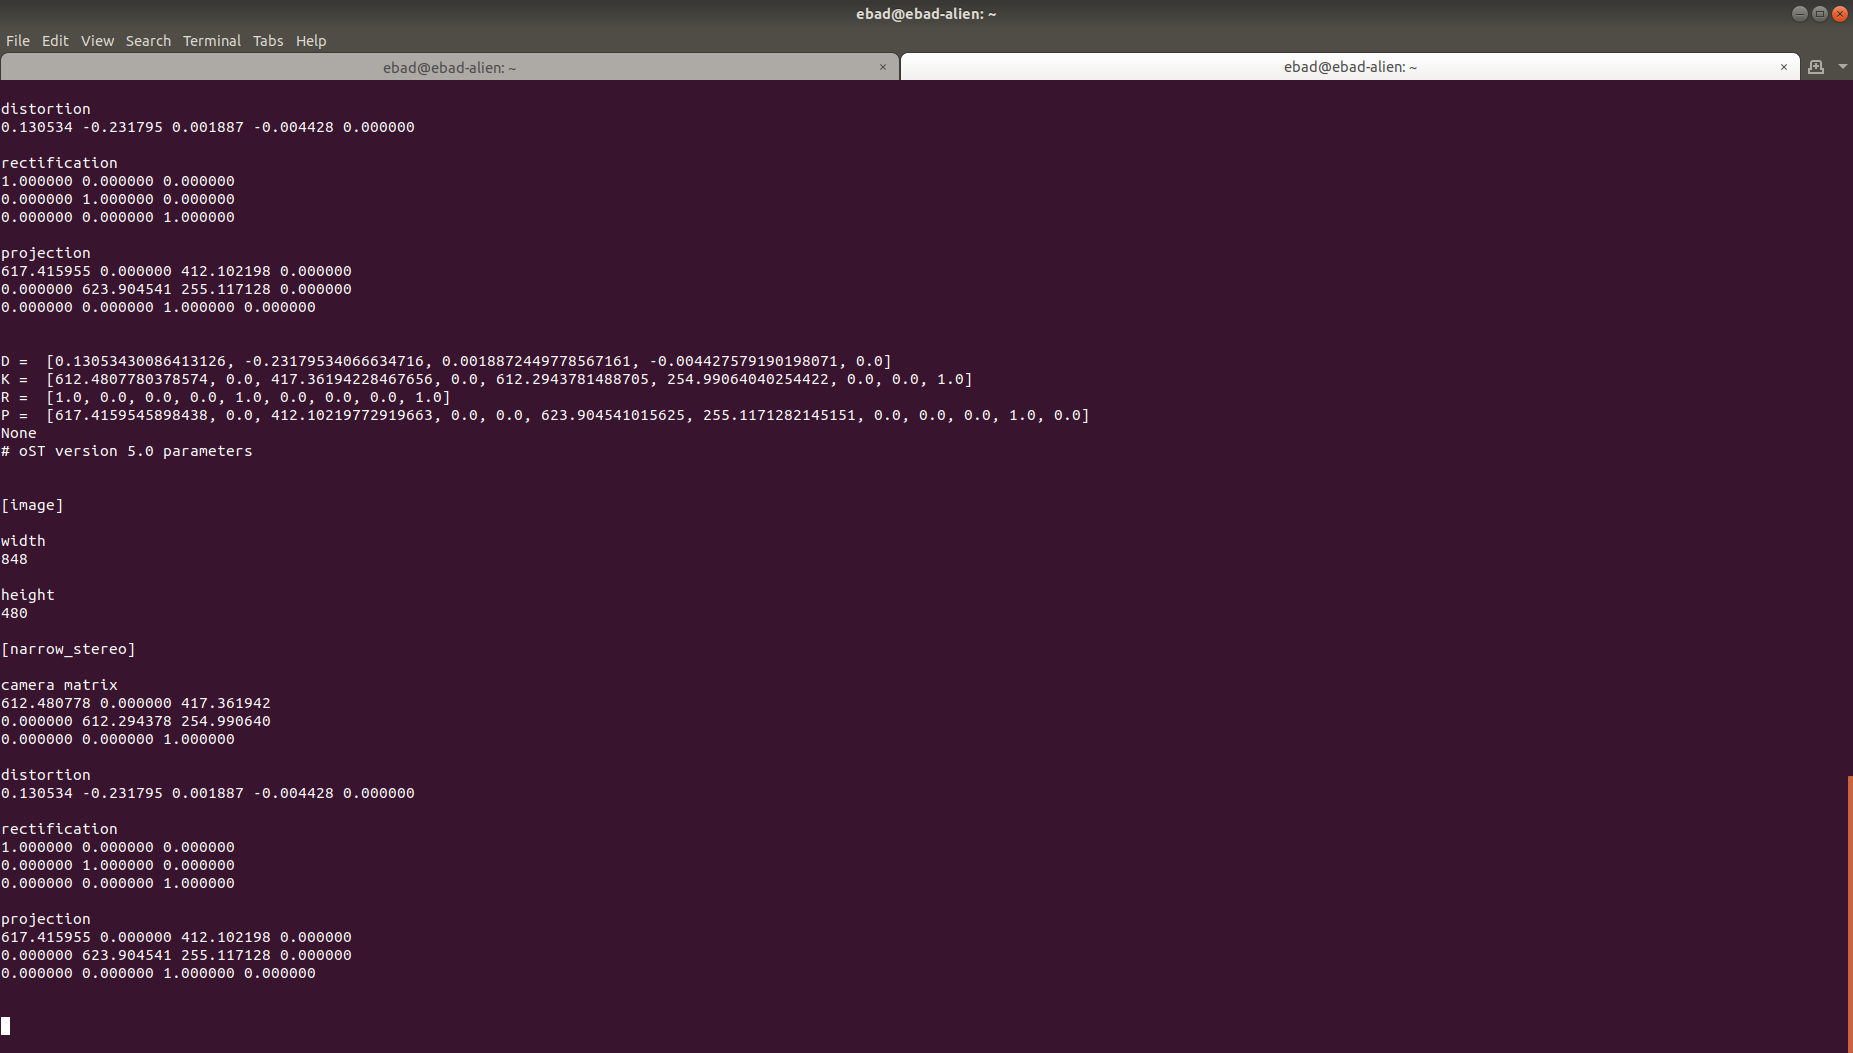 ebad@ebad-alien: ~
File Edit View Search Terminal Tabs Help
ebad@ebad-alien: ~ × ebad@ebad-alien: ~ ×
distortion
0.130534 -0.231795 0.001887 -0.004428 0.000000
rectification
1.000000 0.000000 0.000000
0.000000 1.000000 0.000000
0.000000 0.000000 1.000000
projection
617.415955 0.000000 412.102198 0.000000
0.000000 623.904541 255.117128 0.000000
0.000000 0.000000 1.000000 0.000000
D = [0.13053430086413126, -0.23179534066634716, 0.0018872449778567161, -0.004427579190198071, 0.0]
K = [612.4807780378574, 0.0, 417.36194228467656, 0.0, 612.2943781488705, 254.99064040254422, 0.0, 0.0, 1.0]
R = [1.0, 0.0, 0.0, 0.0, 1.0, 0.0, 0.0, 0.0, 1.0]
P = [617.4159545898438, 0.0, 412.10219772919663, 0.0, 0.0, 623.904541015625, 255.1171282145151, 0.0, 0.0, 0.0, 1.0, 0.0]
None
# oST version 5.0 parameters
[image]
width
848
height
480
[narrow_stereo]
camera matrix
612.480778 0.000000 417.361942
0.000000 612.294378 254.990640
0.000000 0.000000 1.000000
distortion
0.130534 -0.231795 0.001887 -0.004428 0.000000
rectification
1.000000 0.000000 0.000000
0.000000 1.000000 0.000000
0.000000 0.000000 1.000000
projection
617.415955 0.000000 412.102198 0.000000
0.000000 623.904541 255.117128 0.000000
0.000000 0.000000 1.000000 0.000000